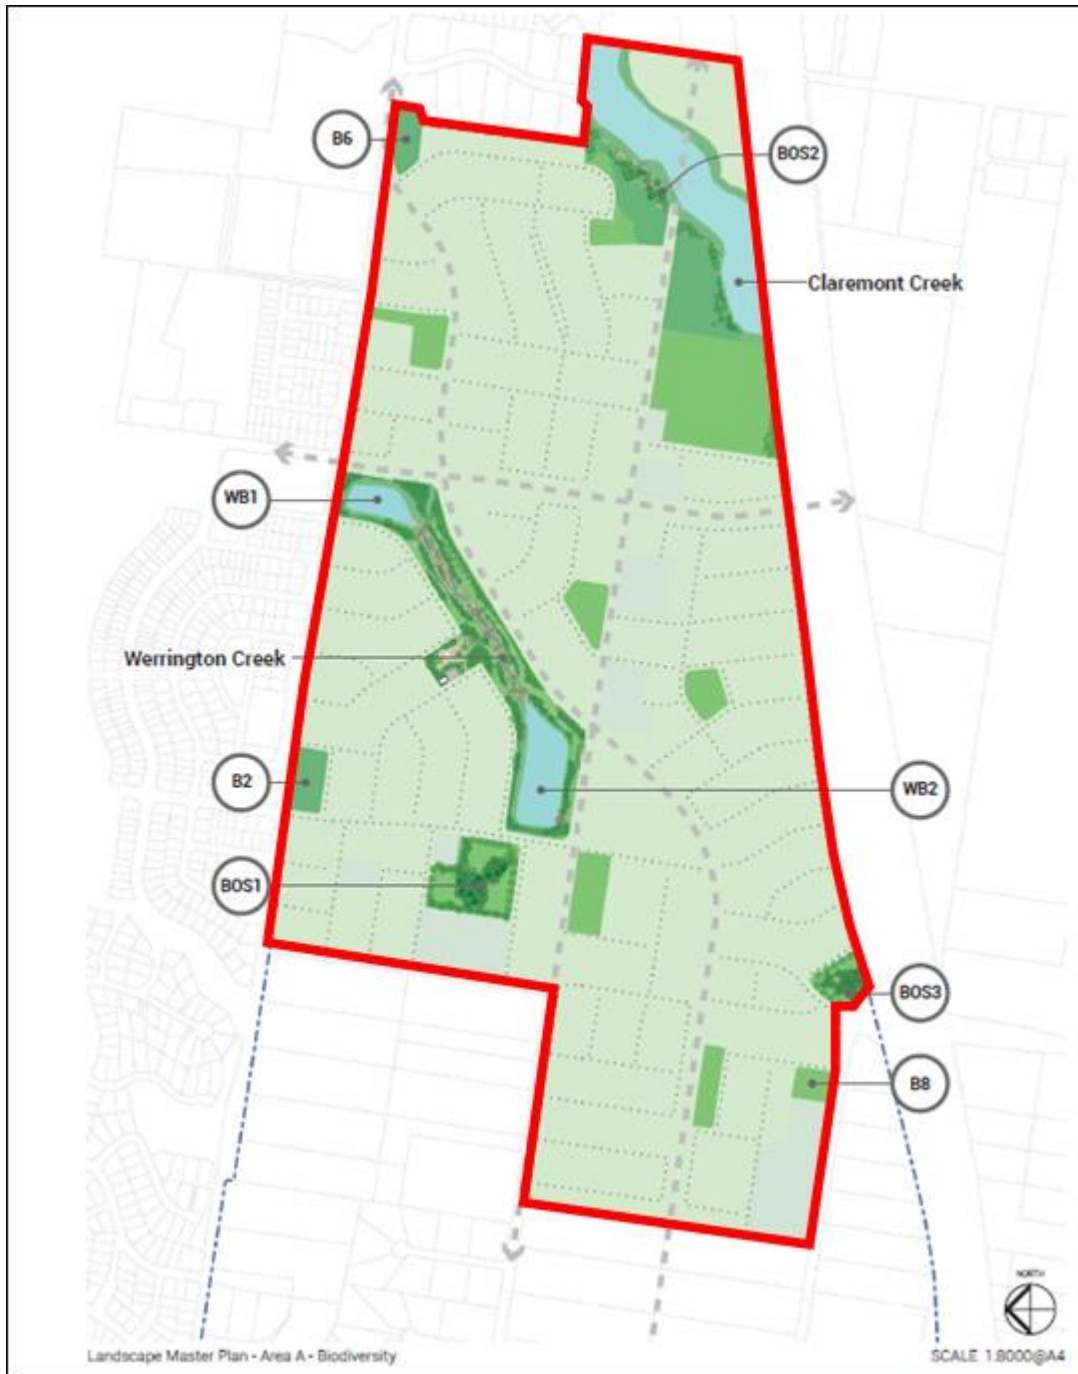 B6
BOS2
Claremont Creek
WB1
Werrington Creek
B2
WB2
BOS1
BOS3
B8
NORTH
Landscape Master Plan - Area A - Biodiversity
SCALE 1:8000@A4